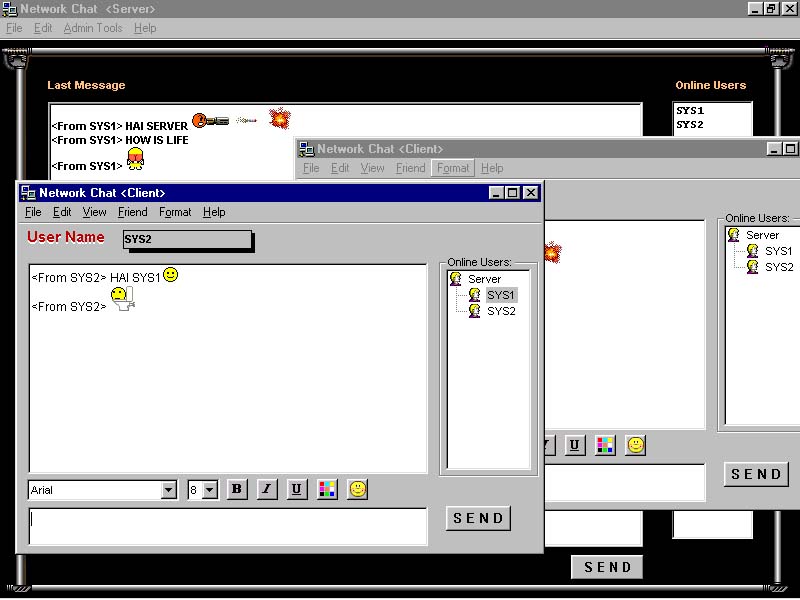 Network Chat <Server>
File Edit Admin Tools Help
Last Message
Online Users
<From SYS1> HAI SERVER
<From SYS1> HOW IS LIFE
<From SYS1>
SYS1
SYS2
Network Chat <Client>
File Edit View Friend Format Help
Online Users:
Server
SYS1
SYS2
U
SEND
Network Chat <Client>
File Edit View Friend Format Help
User Name SYS2
<From SYS2> HAI SYS1
<From SYS2>
Online Users:
Server
SYS1
SYS2
Arial 8 B I U
SEND
SEND